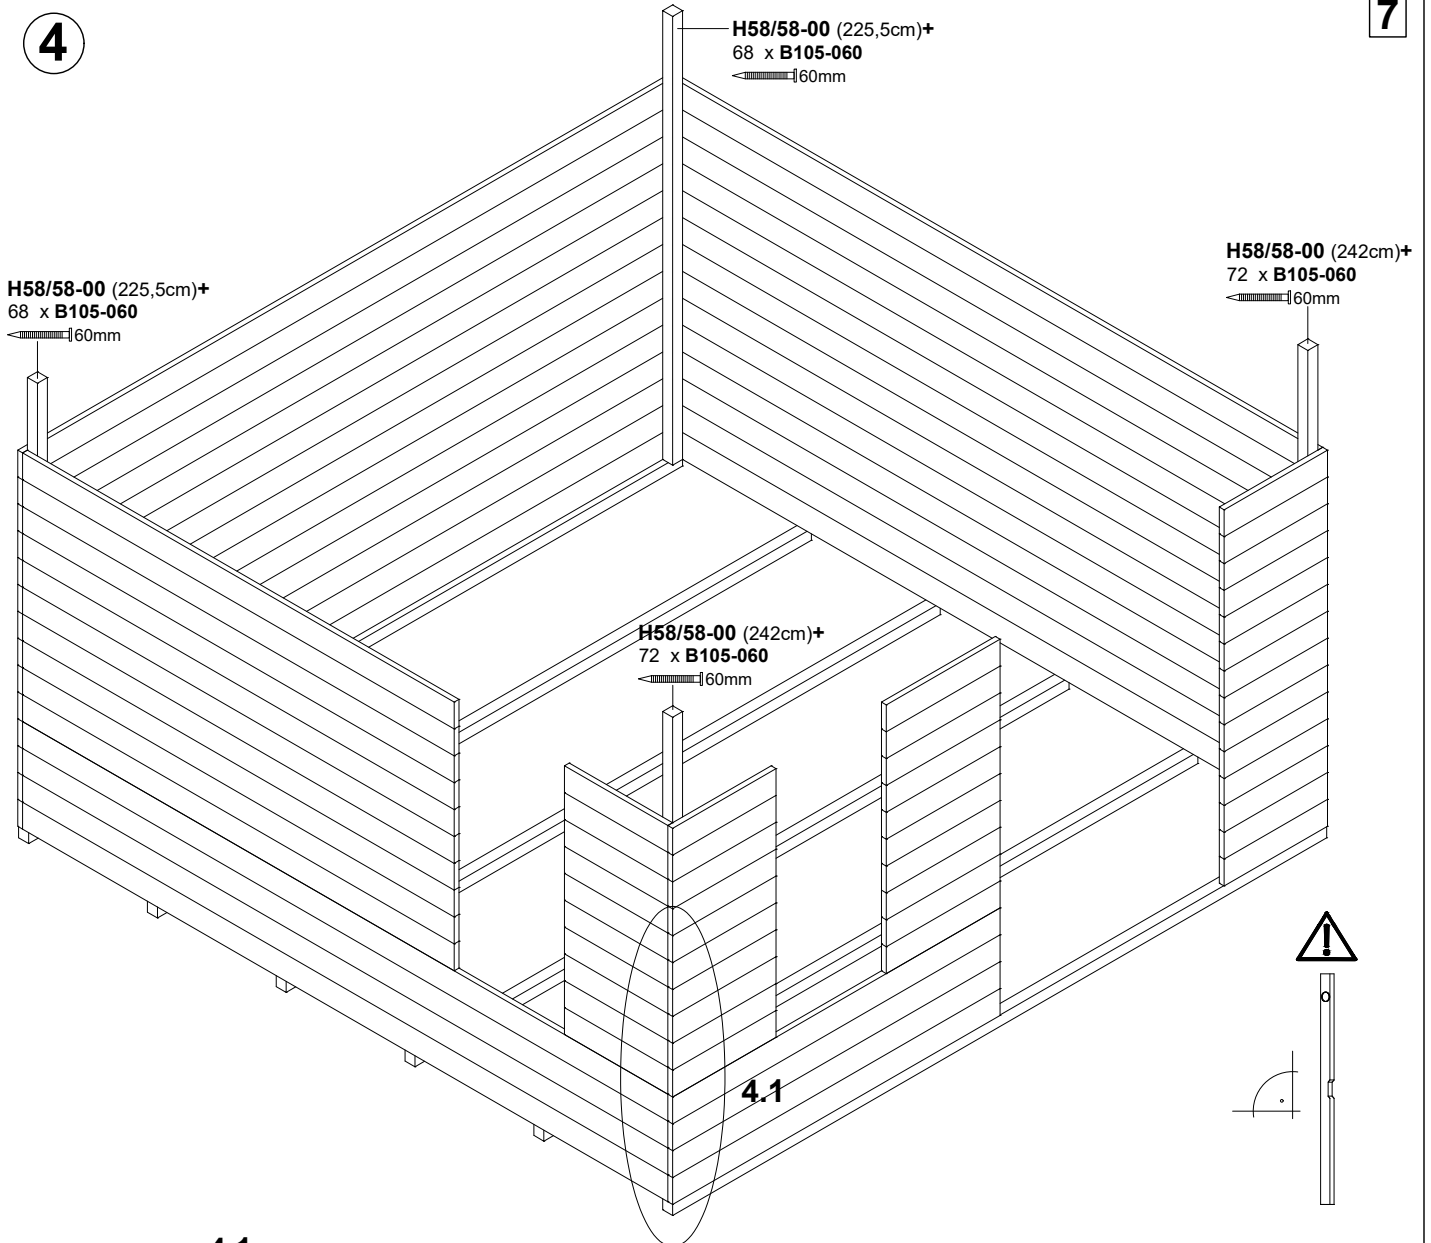 4
7
H58/58-00 (225,5cm)+
68 x B105-060
60mm
H58/58-00 (242cm)+
72 x B105-060
60mm
H58/58-00 (225,5cm)+
68 x B105-060
60mm
H58/58-00 (242cm)+
72 x B105-060
60mm
4.1
4.1